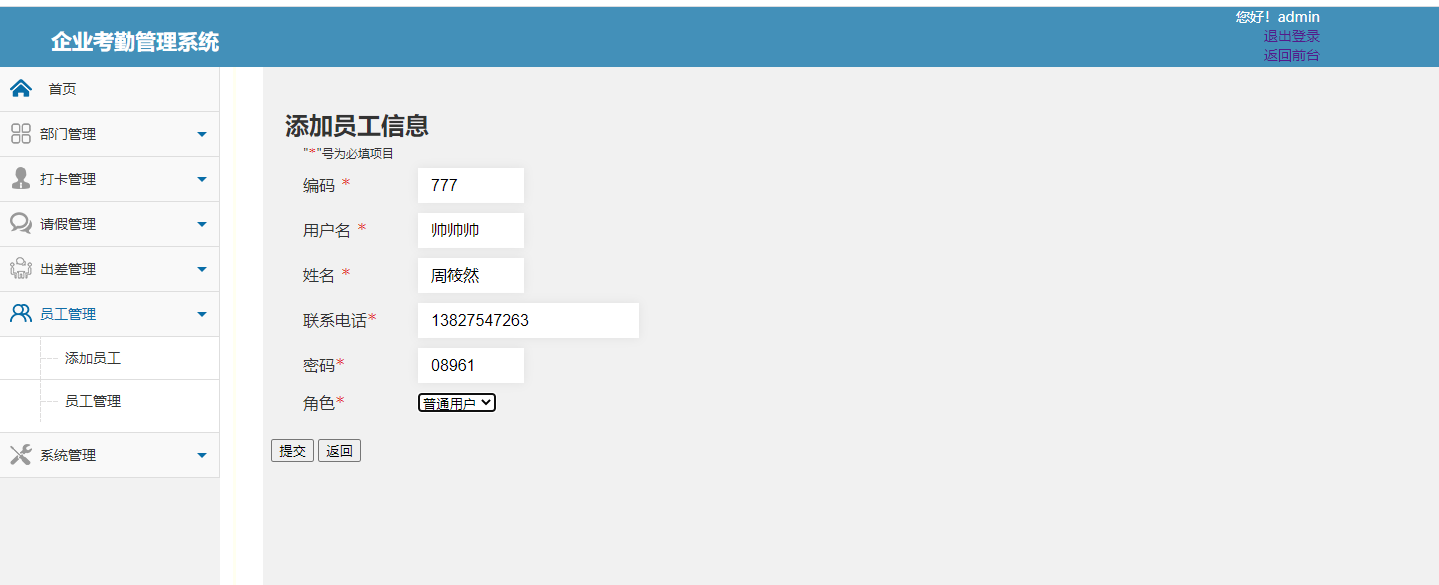 您好！admin
企业考勤管理系统
退出登录
返回前台
首页
部门管理
打卡管理
请假管理
出差管理
员工管理
添加员工
员工管理
系统管理
添加员工信息
"*"号为必填项目
编码 * 777
用户名 * 帅帅帅
姓名 * 周筱然
联系电话* 13827547263
密码* 08961
角色* 普通用户
提交 返回